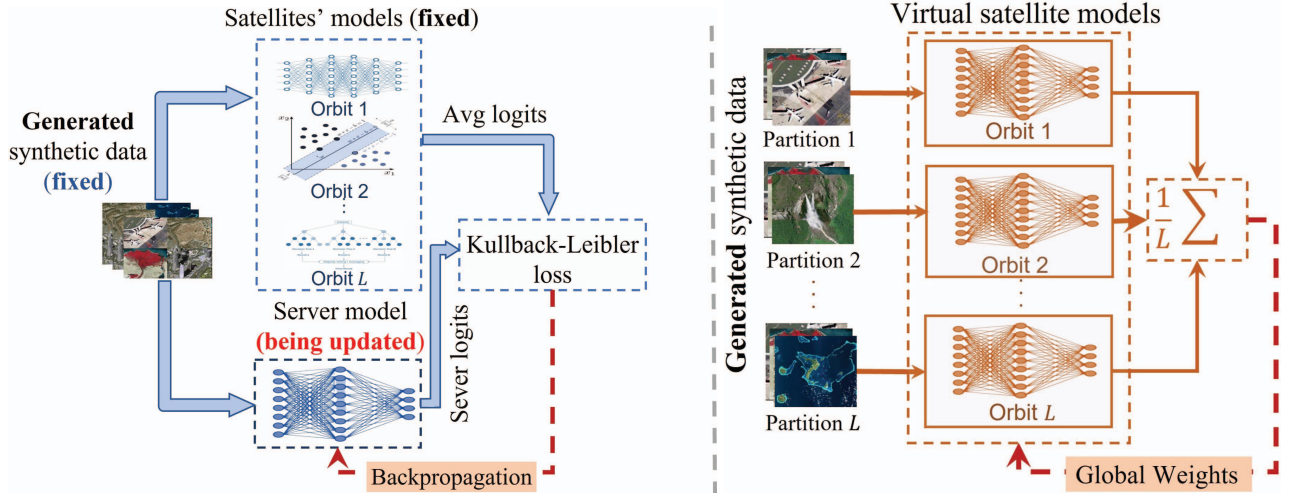 Satellites' models (fixed)
Orbit 1
x₂
x₁
Orbit 2
Orbit L
Generated
synthetic data
(fixed)
Avg logits
Kullback-Leibler
loss
Server model
(being updated)
Sever logits
Backpropagation
Virtual satellite models
Generated synthetic data
Partition 1
Partition 2
Partition L
Orbit 1
Orbit 2
Orbit L
1/L ∑
Global Weights